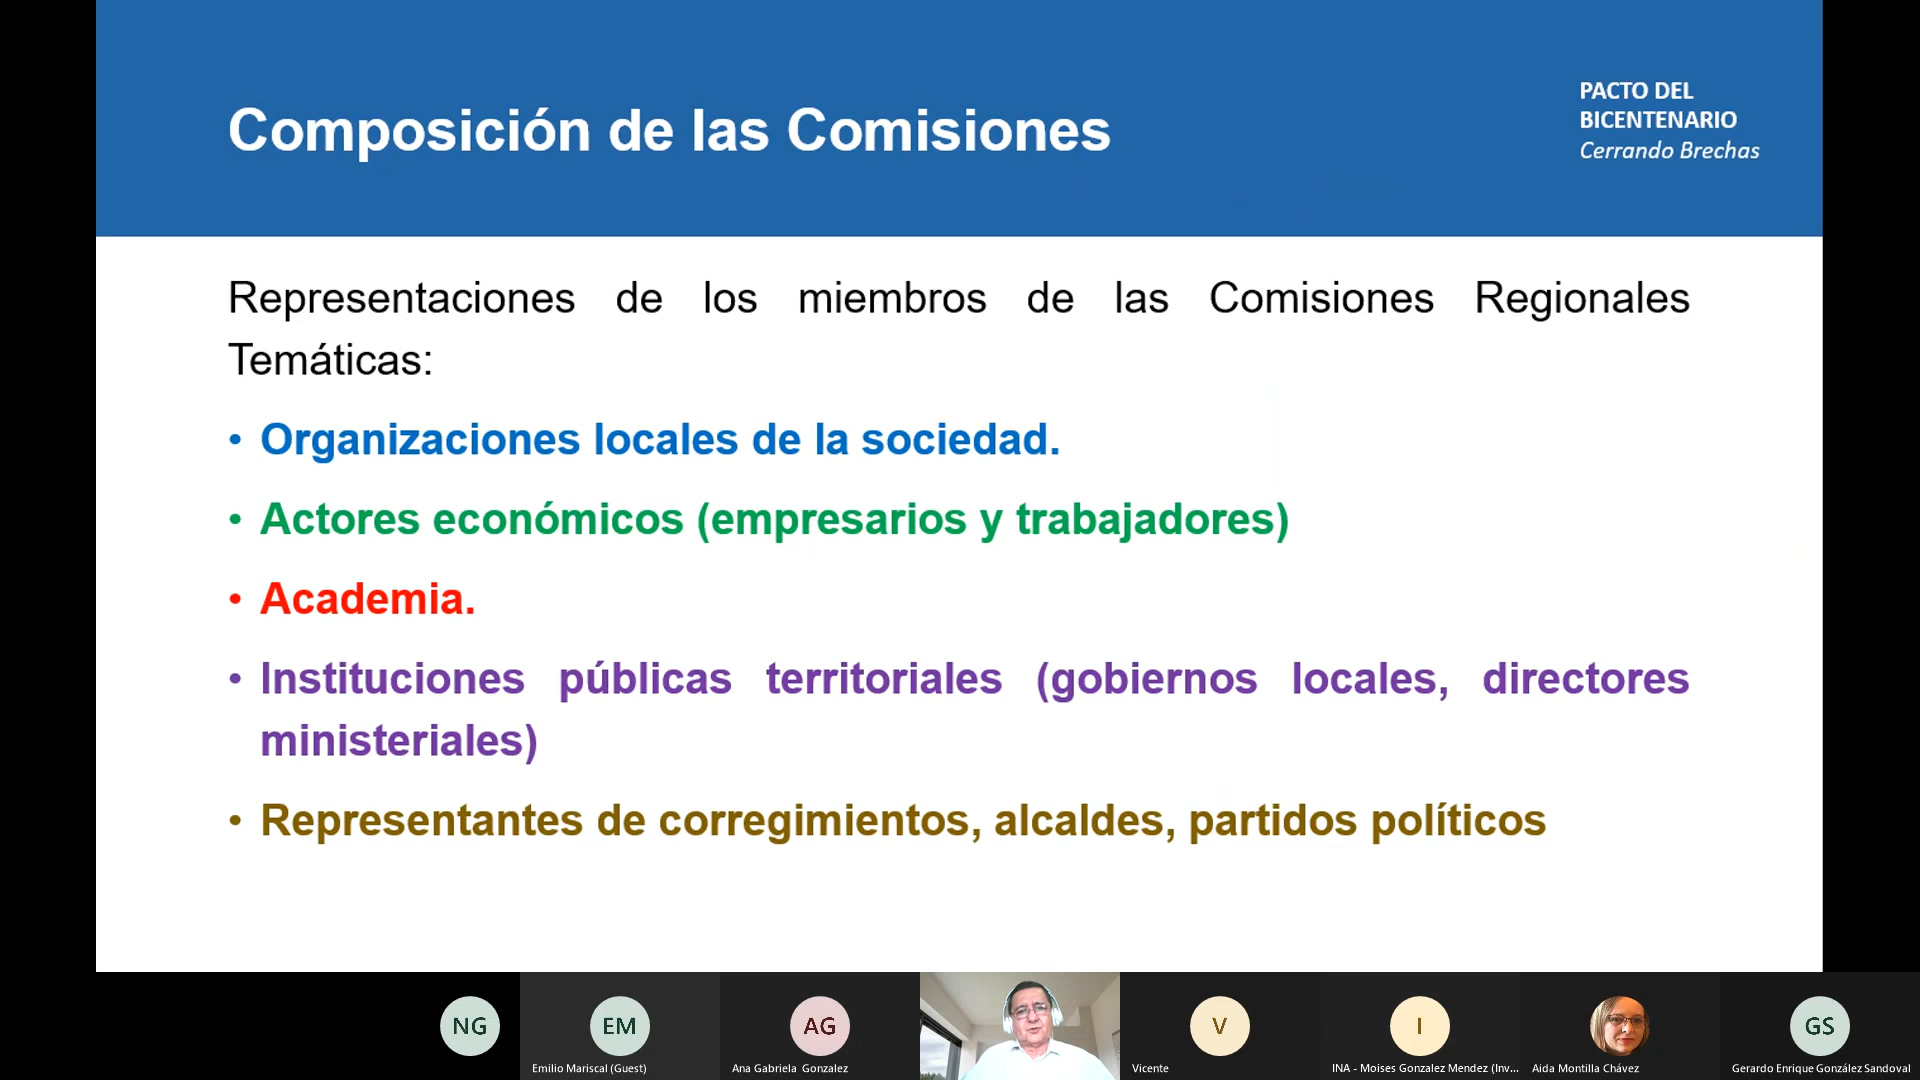 Composición de las Comisiones
PACTO DEL
BICENTENARIO
Cerrando Brechas
Representaciones de los miembros de las Comisiones Regionales
Temáticas:
• Organizaciones locales de la sociedad.
• Actores económicos (empresarios y trabajadores)
• Academia.
• Instituciones públicas territoriales (gobiernos locales, directores
ministeriales)
• Representantes de corregimientos, alcaldes, partidos políticos
NG
EM
AG
V
I
GS
Emilio Mariscal (Guest)
Ana Gabriela Gonzalez
Vicente
INA - Moises Gonzalez Mendez (Inv...
Aida Montilla Chávez
Gerardo Enrique González Sandoval